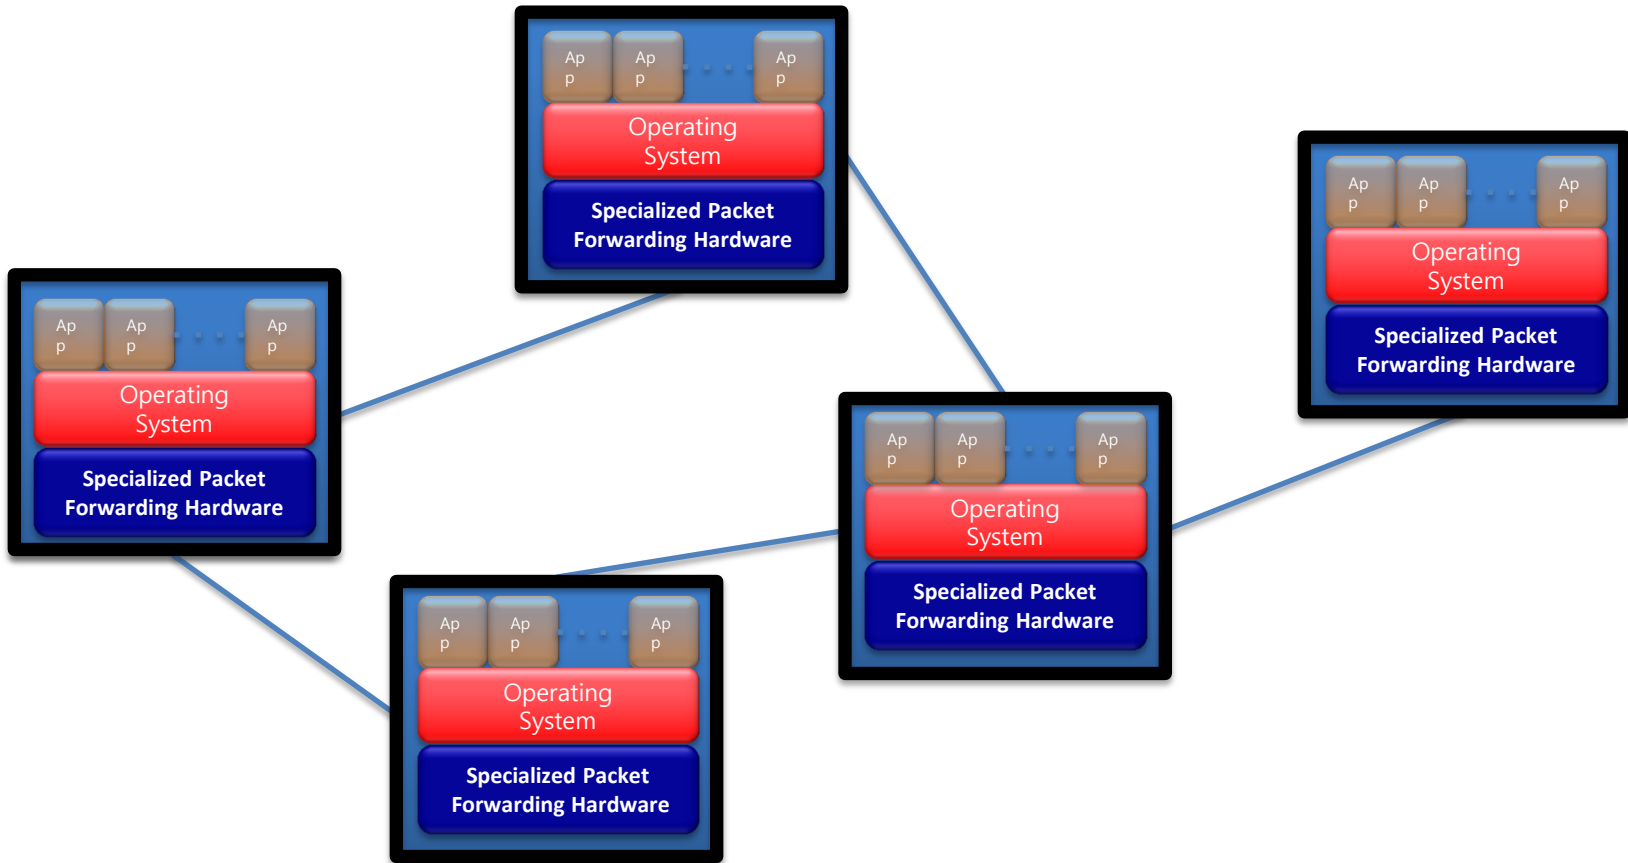 Ap
p
Ap
p
Ap
p
Operating
System
Specialized Packet
Forwarding Hardware
Ap
p
Ap
p
Ap
p
Operating
System
Specialized Packet
Forwarding Hardware
Ap
p
Ap
p
Ap
p
Operating
System
Specialized Packet
Forwarding Hardware
Ap
p
Ap
p
Ap
p
Operating
System
Specialized Packet
Forwarding Hardware
Ap
p
Ap
p
Ap
p
Operating
System
Specialized Packet
Forwarding Hardware